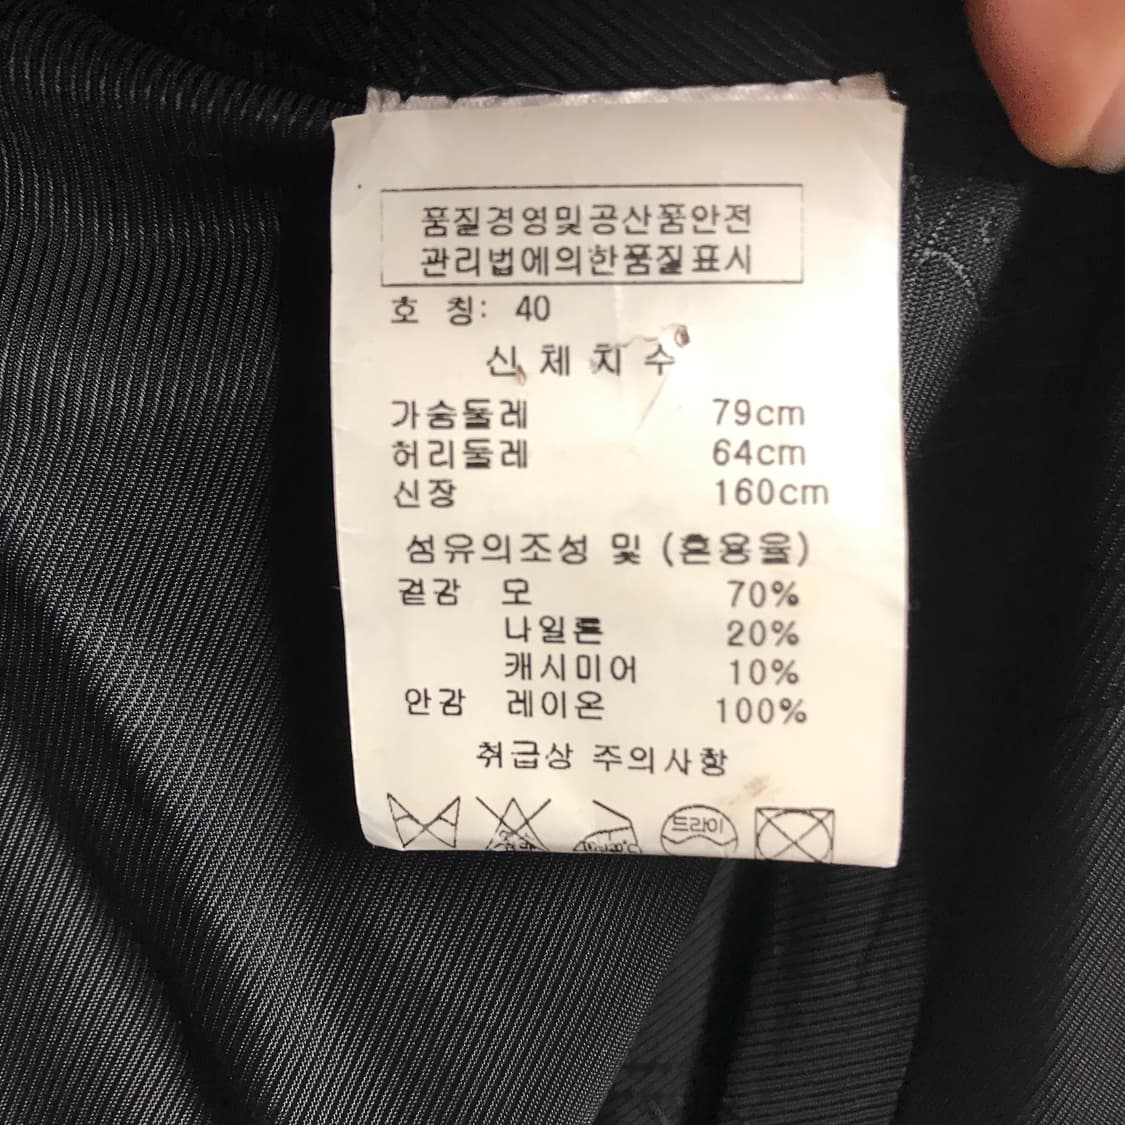 품질경영및공산품안전
관리법에의한품질표시
호 칭: 40
신체치수
가슴둘레 79cm
허리둘레 64cm
신장 160cm
섬유의조성 및 (혼용율)
겉감 모 70%
나일론 20%
캐시미어 10%
안감 레이온 100%
취급상 주의사항
드라이